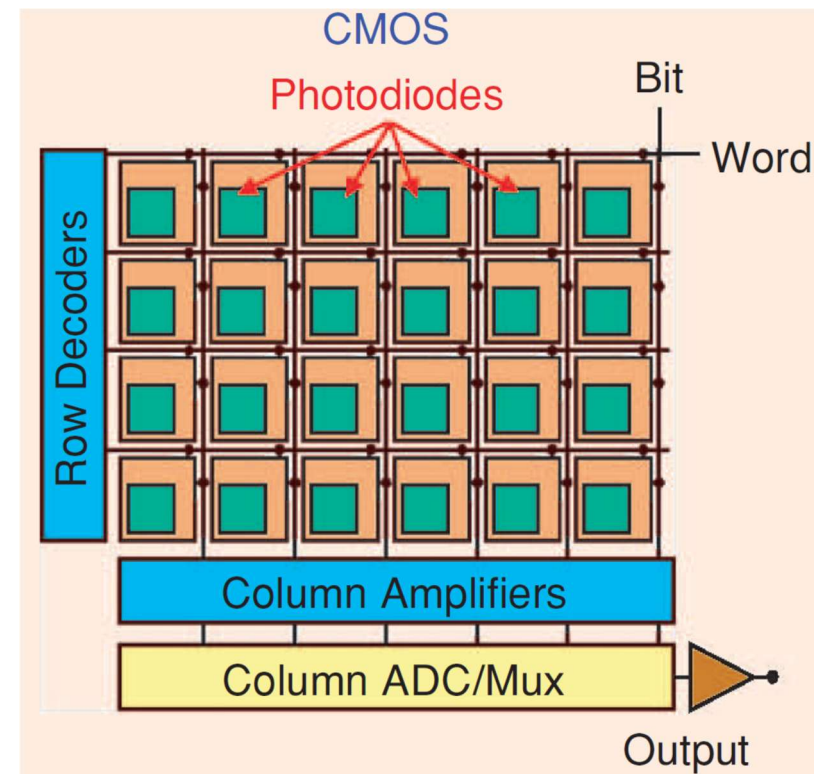 CMOS
Photodiodes
Bit
Word
Row Decoders
Column Amplifiers
Column ADC/Mux
Output